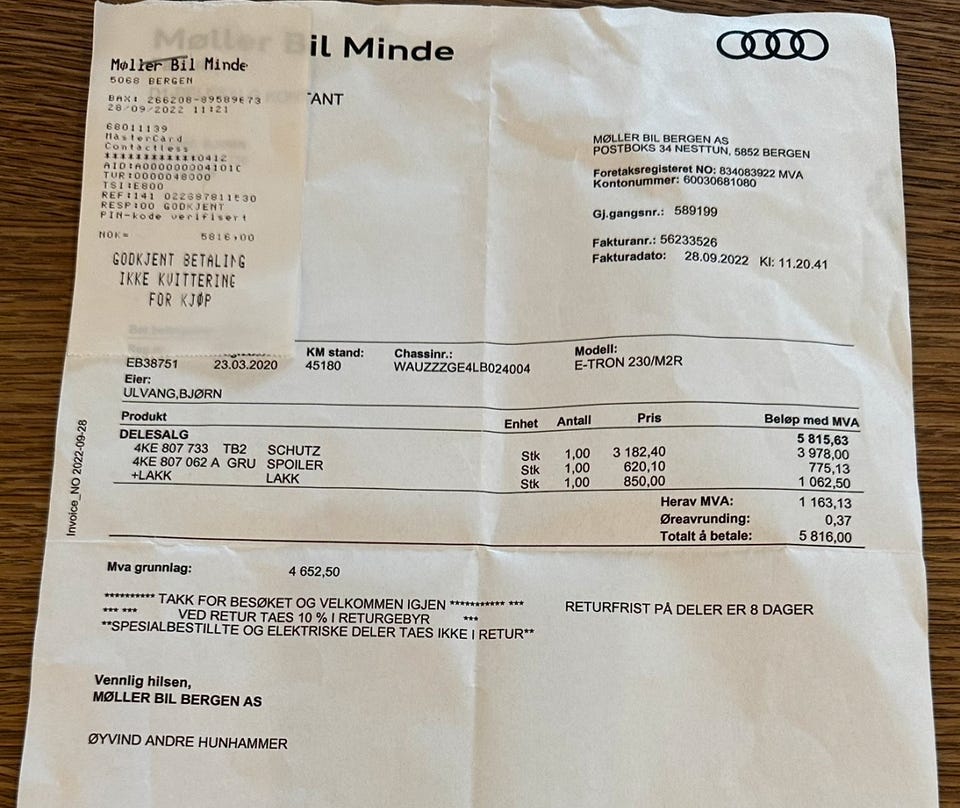 Møller Bil Minde
Møller Bil Minde
5068 BERGEN
BAX: 266208-89589673
28/09/2022 11:21
68011139
MasterCard
Contactless
************0412
AID:A0000000041010
TVR:0000048000
TSI:E800
REF:141 022687811530
RESP:00 GODKJENT
PIN-kode verifisert
NOK= 5816,00
GODKJENT BETALING
IKKE KVITTERING
FOR KJØP
KONTANT
MØLLER BIL BERGEN AS
POSTBOKS 34 NESTTUN, 5852 BERGEN
Foretaksregisteret NO: 834083922 MVA
Kontonummer: 60030681080
Gj.gangsnr.: 589199
Fakturanr.: 56233526
Fakturadato: 28.09.2022 Kl: 11.20.41
KM stand: Chassinr.: Modell:
EB38751 23.03.2020 45180 WAUZZZGE4LB024004 E-TRON 230/M2R
Eier:
ULVANG,BJØRN
Produkt Enhet Antall Pris Beløp med MVA
DELESALG 5 815,63
4KE 807 733 TB2 SCHUTZ Stk 1,00 3 182,40 3 978,00
4KE 807 062 A GRU SPOILER Stk 1,00 620,10 775,13
+LAKK LAKK Stk 1,00 850,00 1 062,50
Herav MVA: 1 163,13
Øreavrunding: 0,37
Totalt å betale: 5 816,00
Invoice_NO 2022-09-28
Mva grunnlag: 4 652,50
********** TAKK FOR BESØKET OG VELKOMMEN IGJEN *********** ***
*** *** VED RETUR TAES 10 % I RETURGEBYR ***
**SPESIALBESTILLTE OG ELEKTRISKE DELER TAES IKKE I RETUR**
RETURFRIST PÅ DELER ER 8 DAGER
Vennlig hilsen,
MØLLER BIL BERGEN AS
ØYVIND ANDRE HUNHAMMER